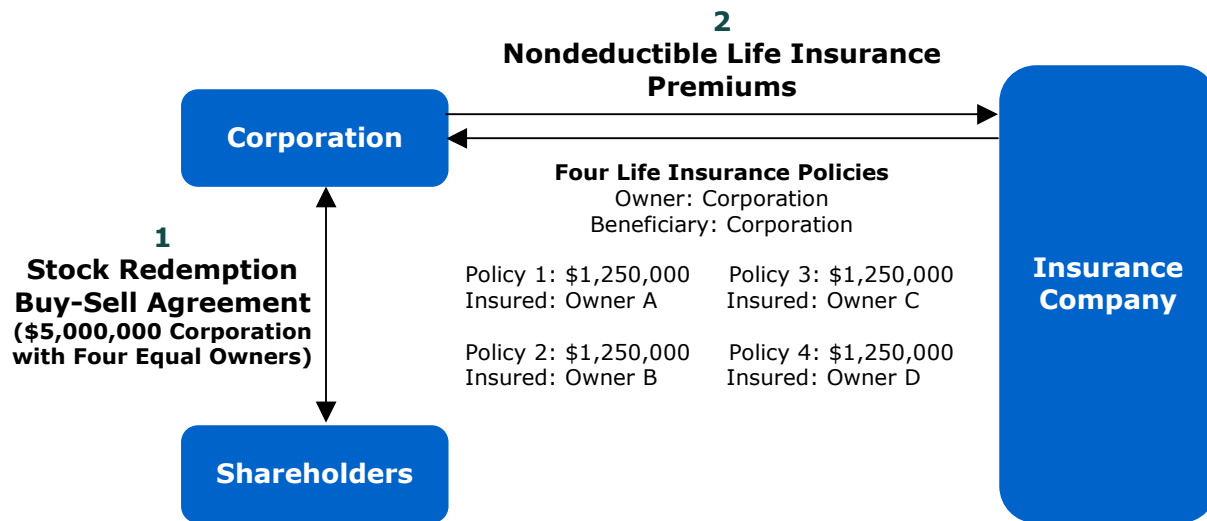 2
Nondeductible Life Insurance
Premiums
Corporation
Four Life Insurance Policies
Owner: Corporation
Beneficiary: Corporation
1
Stock Redemption
Buy-Sell Agreement
($5,000,000 Corporation
with Four Equal Owners)
Policy 1: $1,250,000
Insured: Owner A
Policy 3: $1,250,000
Insured: Owner C
Policy 2: $1,250,000
Insured: Owner B
Policy 4: $1,250,000
Insured: Owner D
Insurance
Company
Shareholders